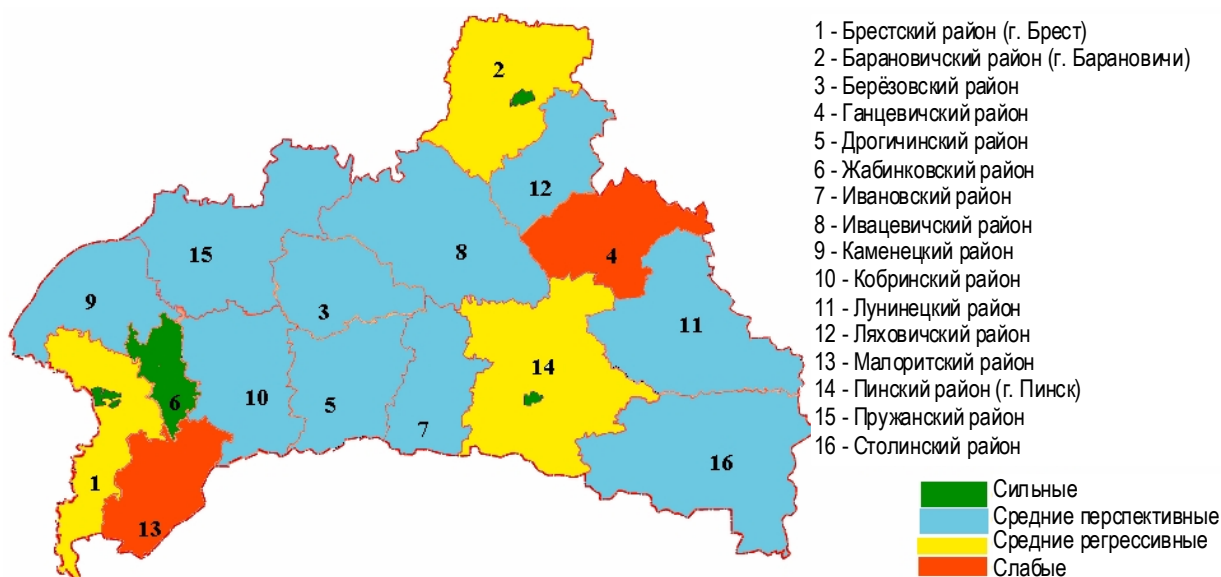 1 - Брестский район (г. Брест)
2 - Барановичский район (г. Барановичи)
3 - Берёзовский район
4 - Ганцевичский район
5 - Дрогичинский район
6 - Жабинковский район
7 - Ивановский район
8 - Ивацевичский район
9 - Каменецкий район
10 - Кобринский район
11 - Лунинецкий район
12 - Ляховичский район
13 - Малоритский район
14 - Пинский район (г. Пинск)
15 - Пружанский район
16 - Столинский район
Сильные
Средние перспективные
Средние регрессивные
Слабые
2
12
15
8
4
9
3
11
14
6
10
5
7
16
1
13